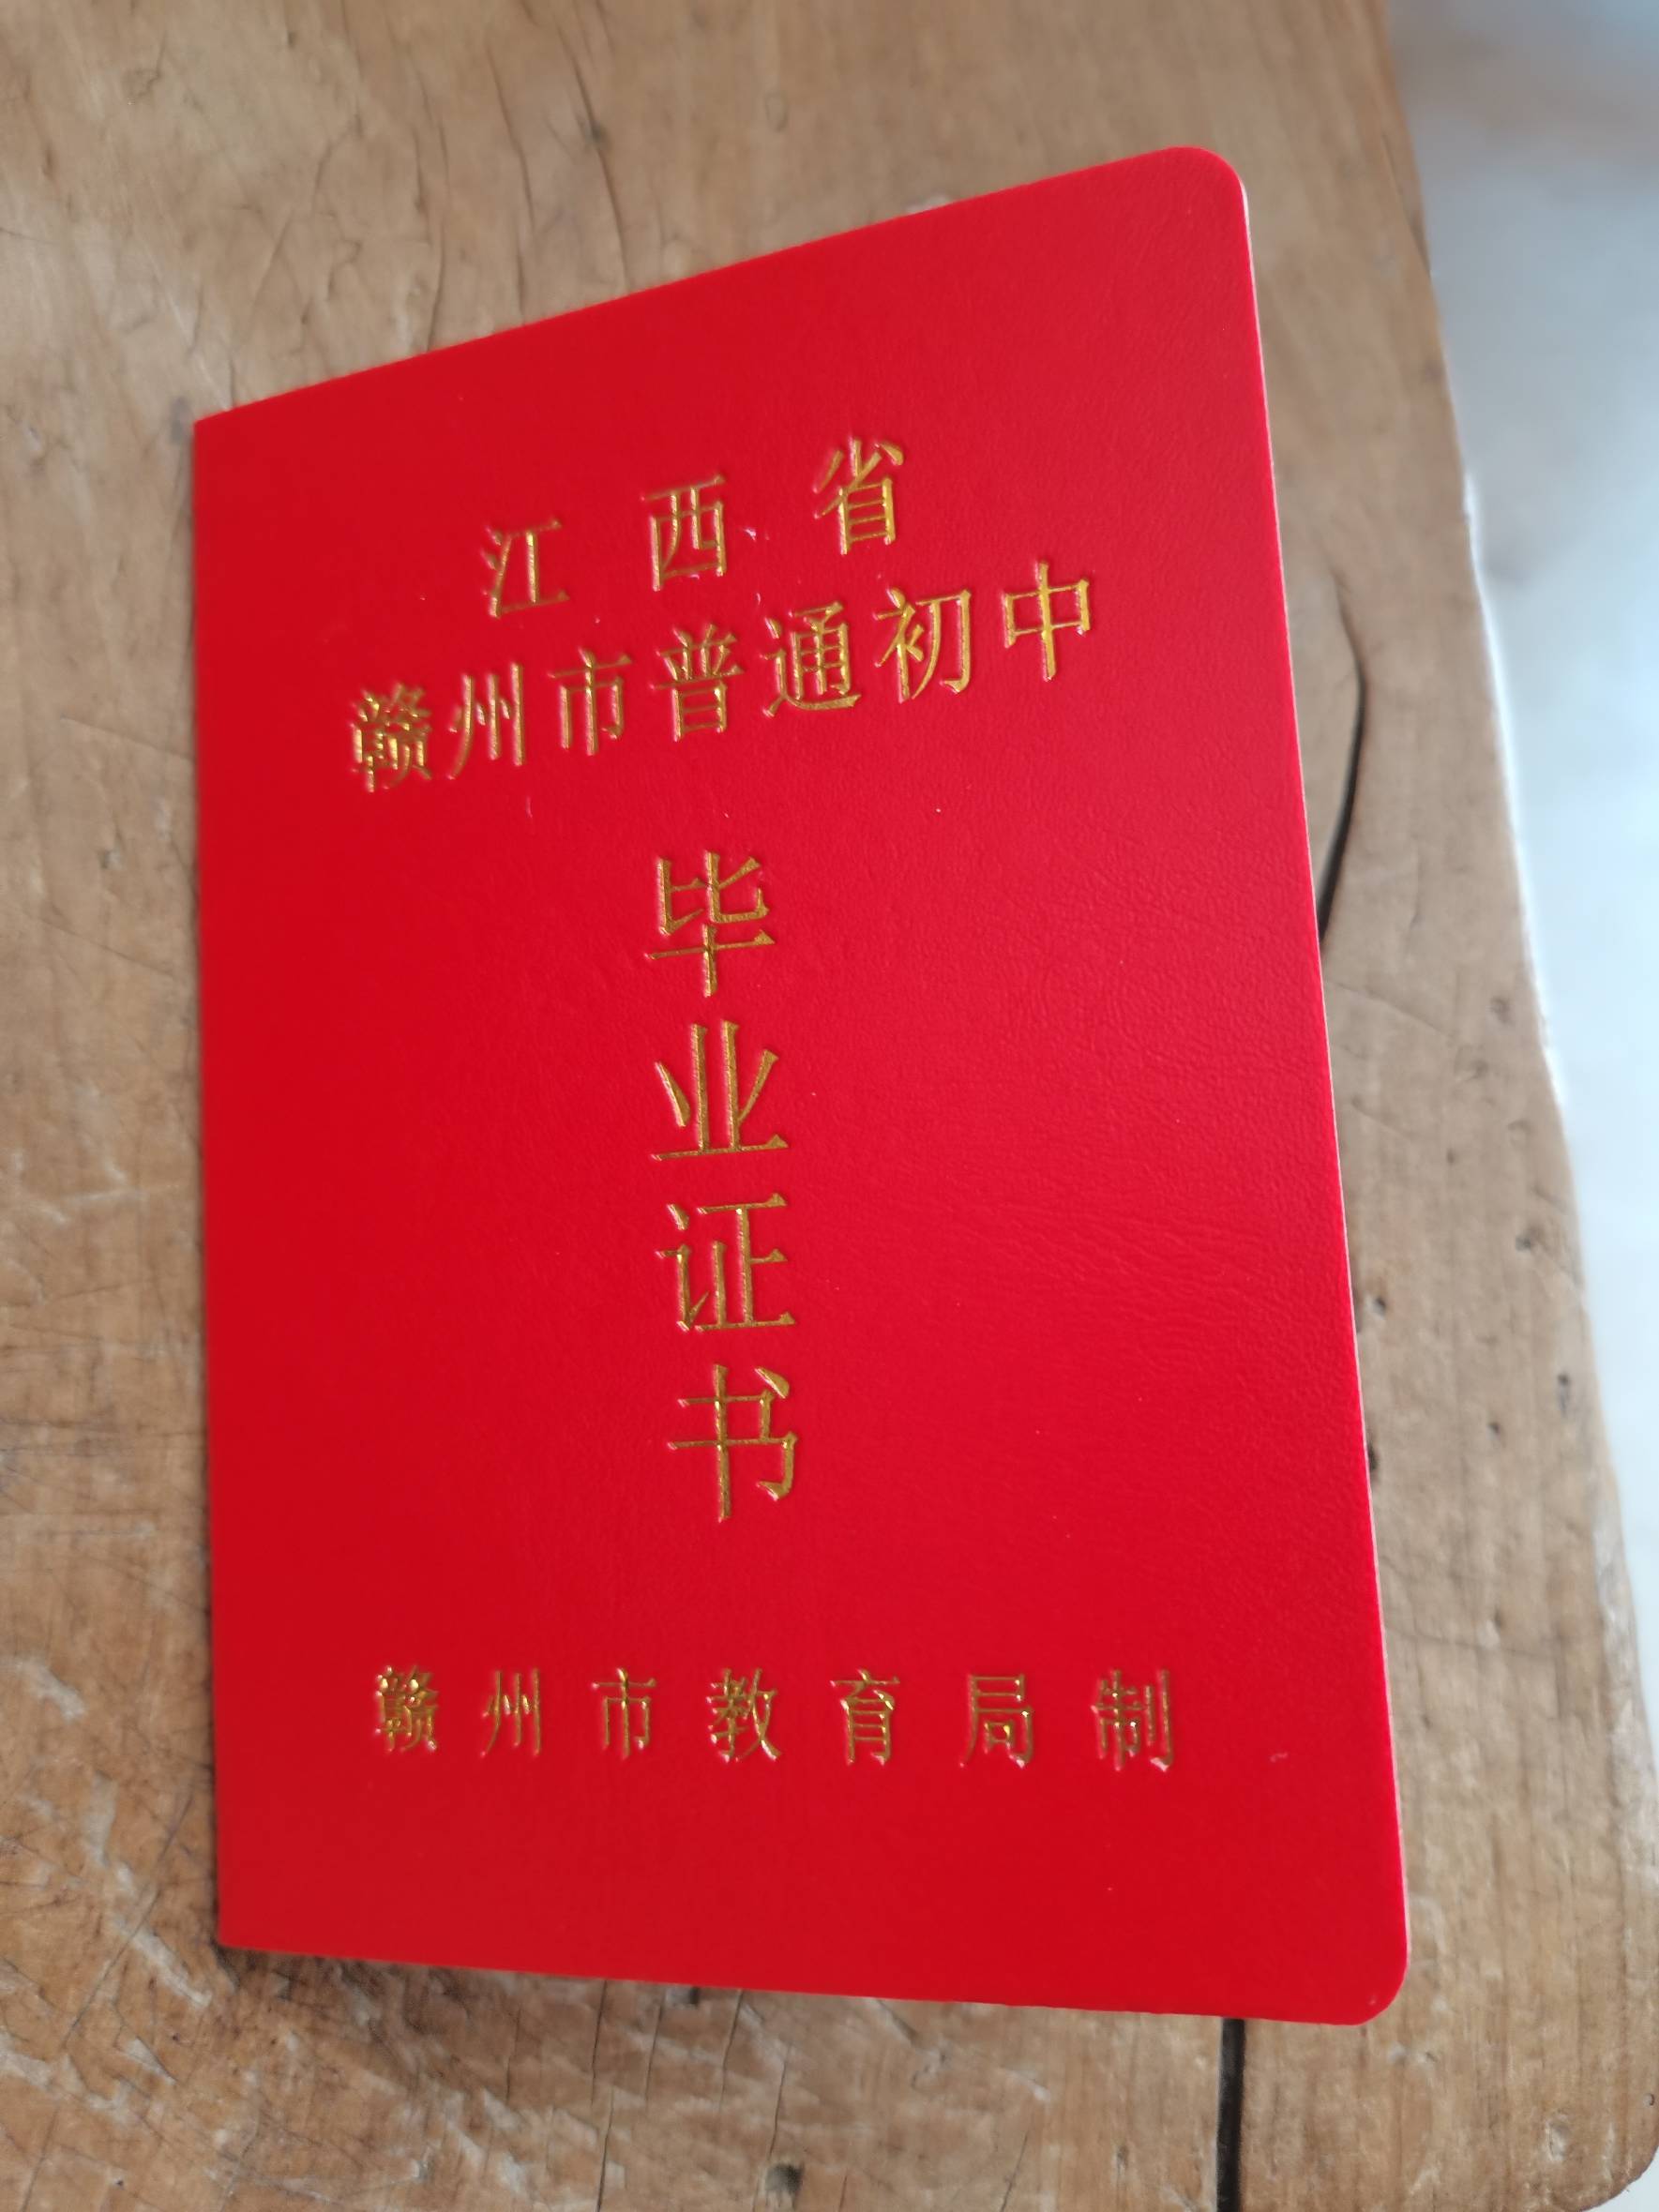 江西省
赣州市普通初中
毕业证书
赣州市教育局制